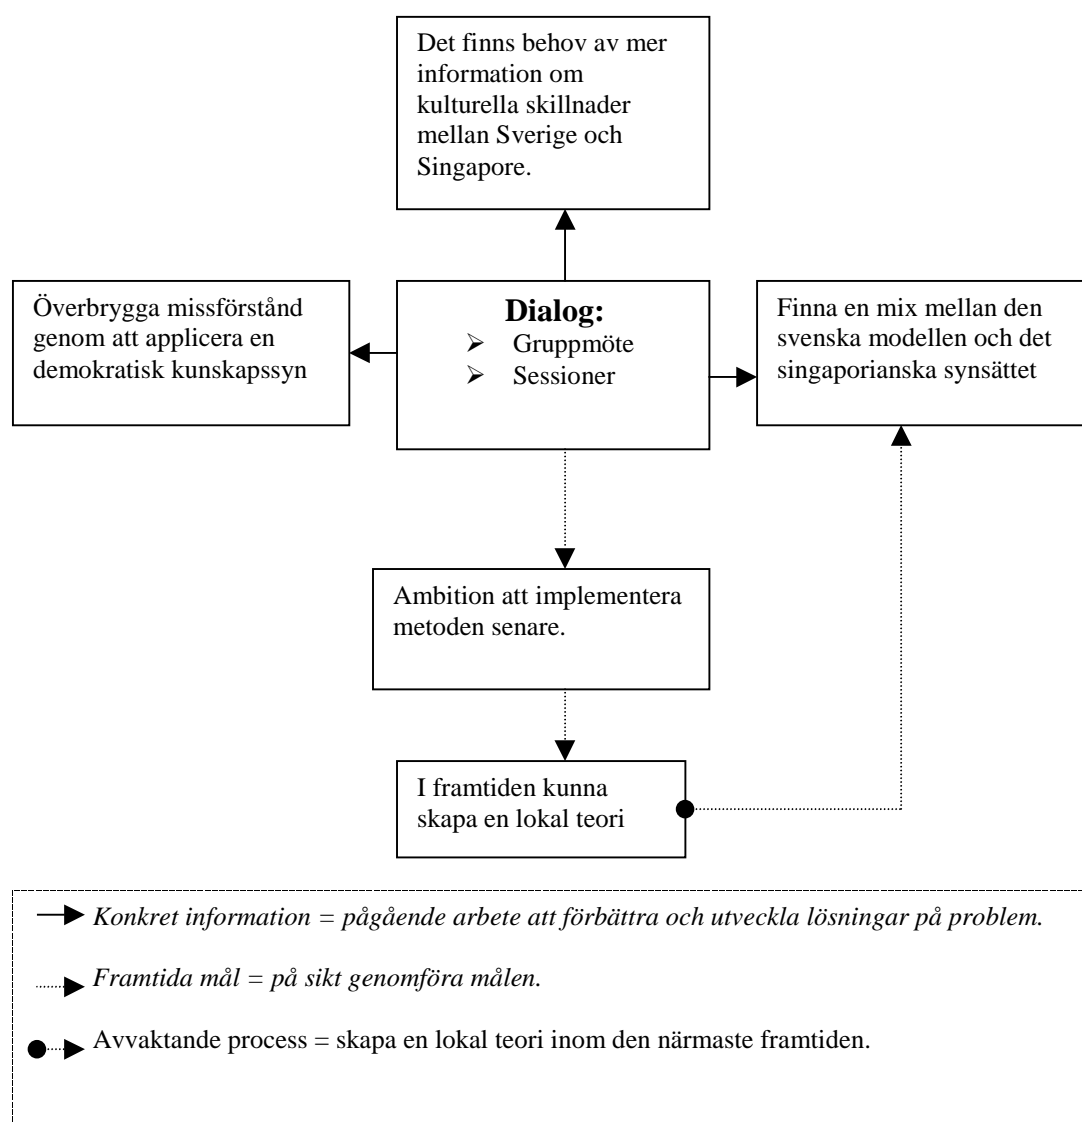 Det finns behov av mer
information om
kulturella skillnader
mellan Sverige och
Singapore.
Överbrygga missförstånd
genom att applicera en
demokratisk kunskapssyn
Dialog:
➢ Gruppmöte
➢ Sessioner
Finna en mix mellan den
svenska modellen och det
singaporianska synsättet
Ambition att implementera
metoden senare.
I framtiden kunna
skapa en lokal teori
Konkret information = pågående arbete att förbättra och utveckla lösningar på problem.
Framtida mål = på sikt genomföra målen.
Avvaktande process = skapa en lokal teori inom den närmaste framtiden.